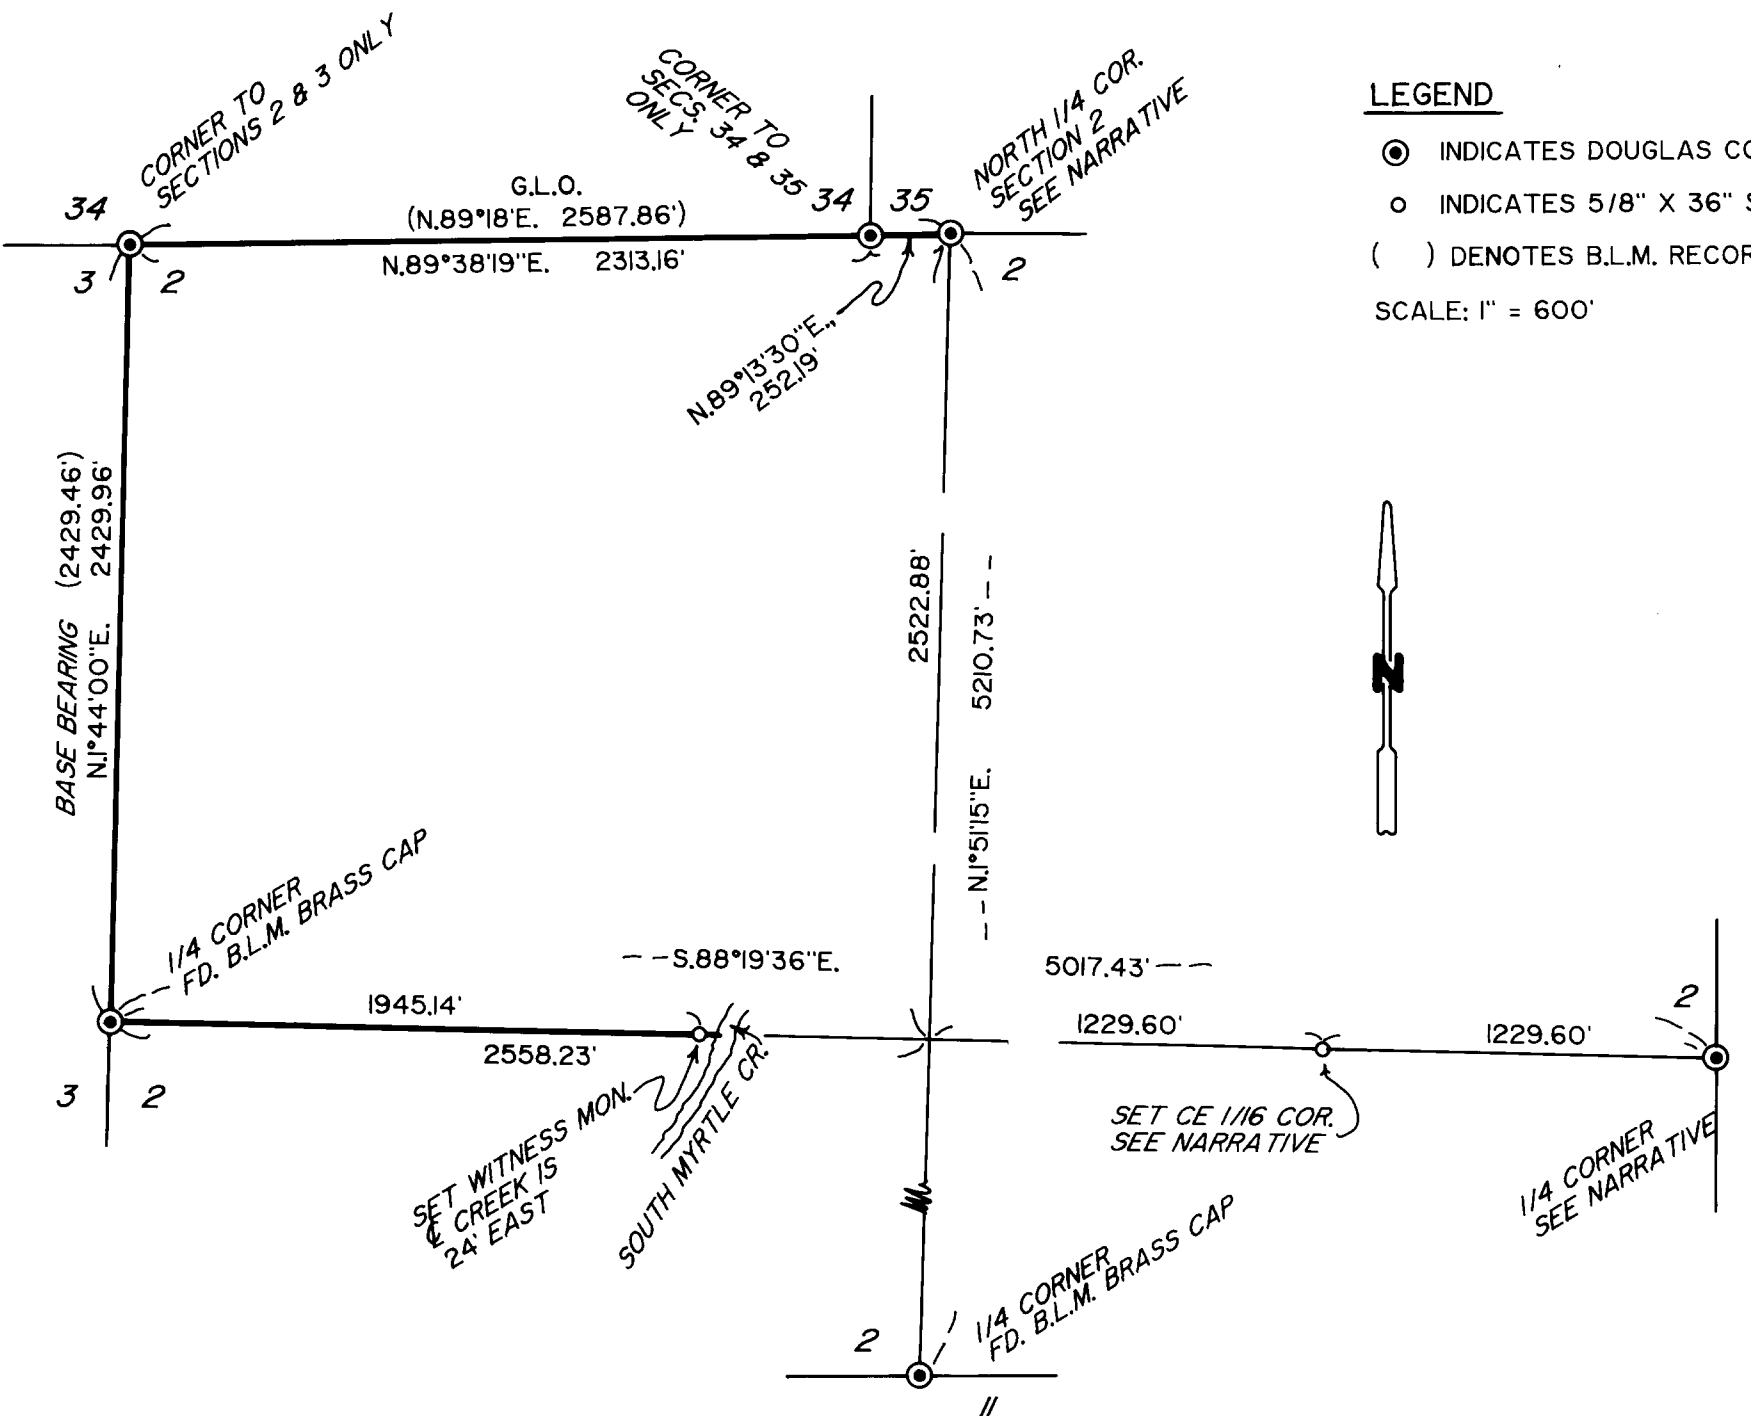 CORNER TO
SECTIONS 2 & 3 ONLY
CORNER TO
SECS. 34 & 35
ONLY
NORTH 1/4 COR.
SECTION 2
SEE NARRATIVE
LEGEND
INDICATES DOUGLAS CO
INDICATES 5/8" X 36" S
( ) DENOTES B.L.M. RECOR
SCALE: 1" = 600'
34
G.L.O.
(N.89°18'E. 2587.86')
34
35
3
2
N.89°38'19"E. 2313.16'
2
N.89°13'30"E.,
252.19'
BASE BEARING (2429.46')
N.1°44'00"E. 2429.96'
2522.88'
--N.1°51'15"E. 5210.73'--
N
1/4 CORNER
FD. B.L.M. BRASS CAP
--S.88°19'36"E.
5017.43'--
1945.14'
2558.23'
1229.60'
1229.60'
2
3
2
SET WITNESS MON.
℄ CREEK IS
24' EAST
SOUTH MYRTLE CR.
SET CE 1/16 COR.
SEE NARRATIVE
1/4 CORNER
SEE NARRATIVE
1/4 CORNER
FD. B.L.M. BRASS CAP
2
11